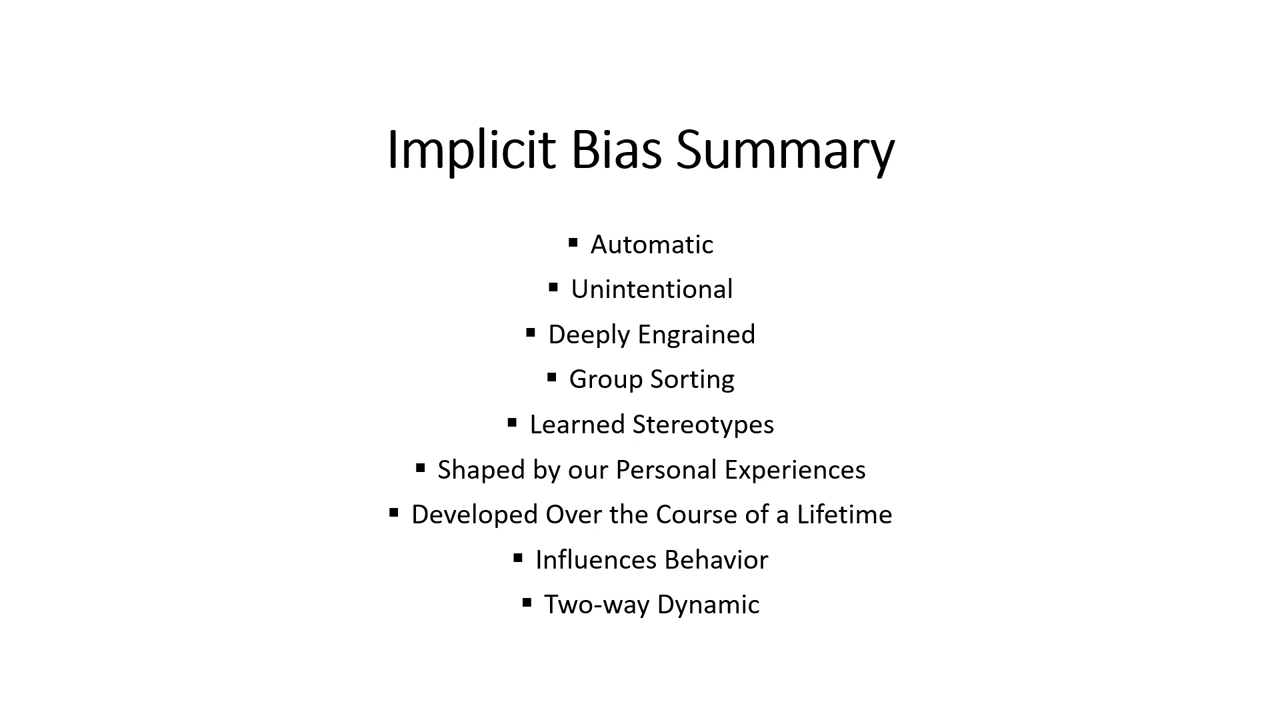 Implicit Bias Summary
▪ Automatic
▪ Unintentional
▪ Deeply Engrained
▪ Group Sorting
▪ Learned Stereotypes
▪ Shaped by our Personal Experiences
▪ Developed Over the Course of a Lifetime
▪ Influences Behavior
▪ Two-way Dynamic